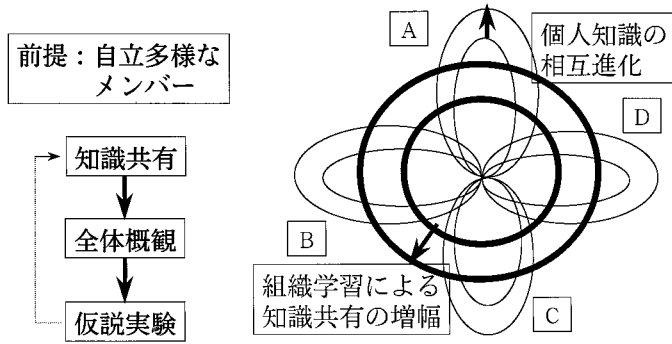 前提：自立多様な
メンバー
知識共有
全体概観
仮説実験
A
個人知識の
相互進化
D
B
組織学習による
知識共有の増幅
C